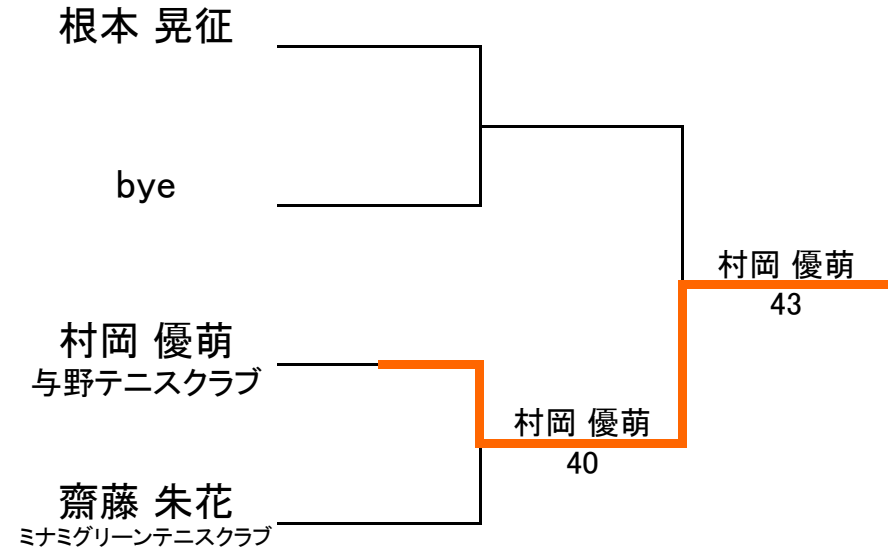 根本 晃征
bye
村岡 優萌
43
村岡 優萌
与野テニスクラブ
村岡 優萌
40
齋藤 朱花
ミナミグリーンテニスクラブ